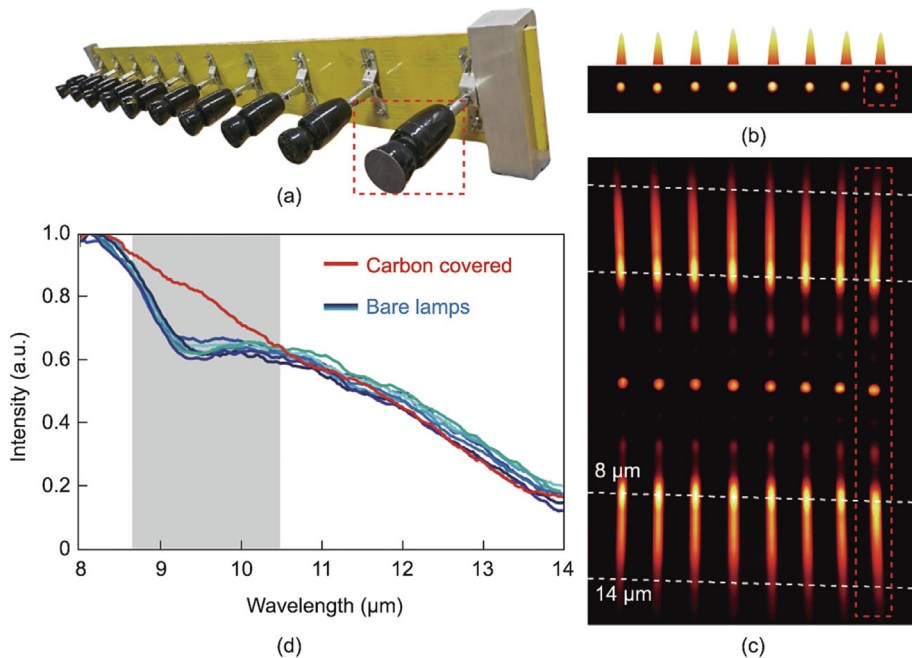 (a)
(b)
1.0
0.8
0.6
0.4
0.2
0
Intensity (a.u.)
Carbon covered
Bare lamps
8
9
10
11
12
13
14
Wavelength (µm)
(d)
8 µm
14 µm
(c)